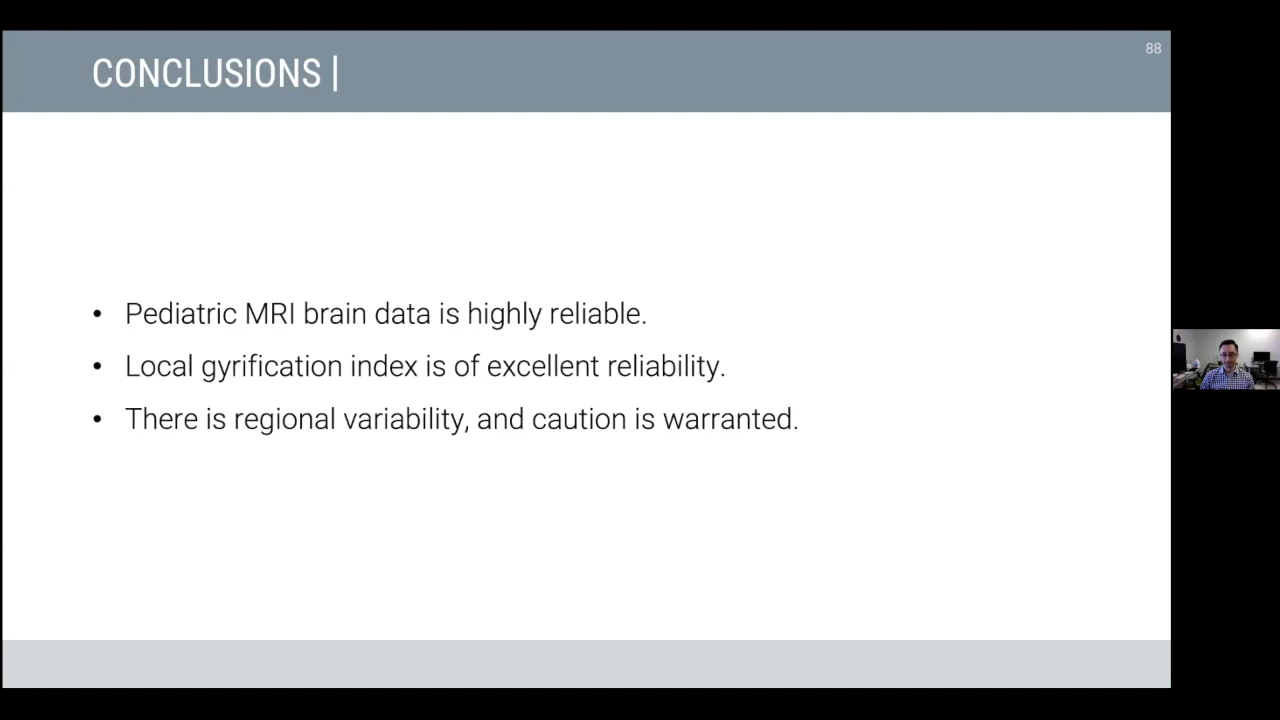 88
CONCLUSIONS |
• Pediatric MRI brain data is highly reliable.
• Local gyrification index is of excellent reliability.
• There is regional variability, and caution is warranted.